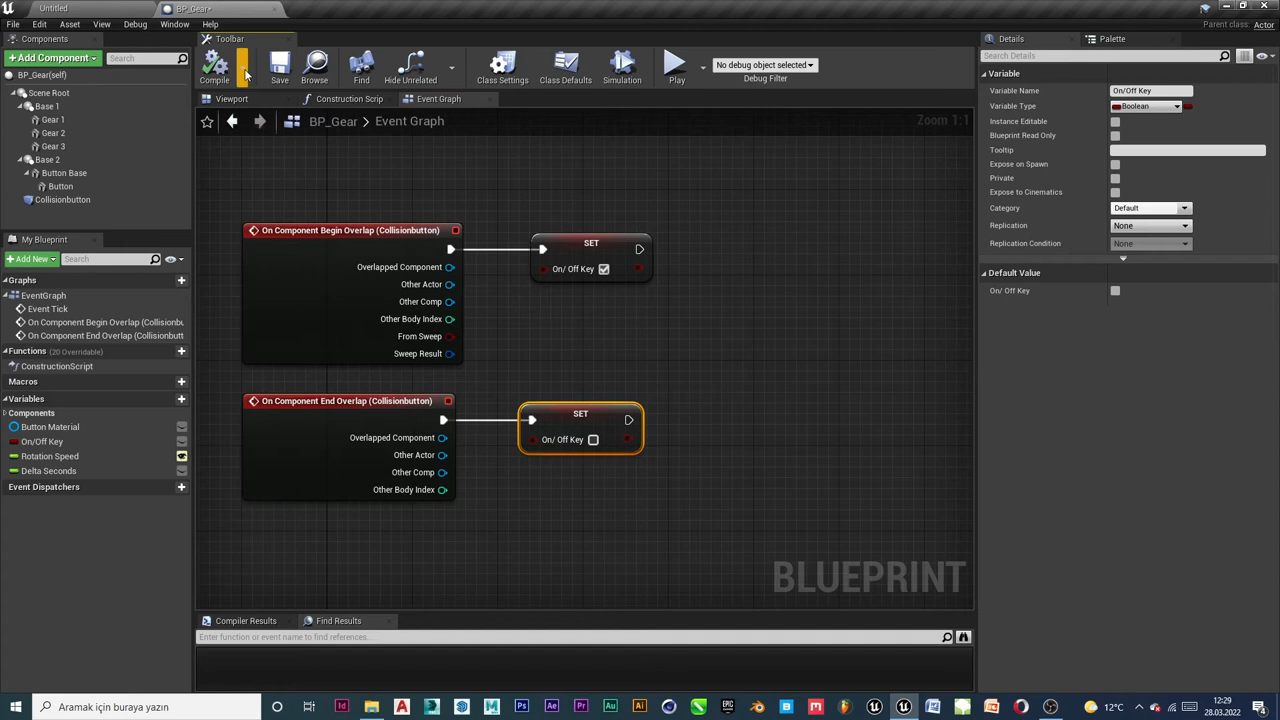 Untitled
BP_Gear*
File Edit Asset View Debug Window Help
Parent class: Actor
Components
+Add Component
Search
BP_Gear(self)
Scene Root
Base 1
Gear 1
Gear 2
Gear 3
Base 2
Button Base
Button
Collisionbutton
My Blueprint
+Add New
Search
Graphs
EventGraph
Event Tick
On Component Begin Overlap (Collisionbu
On Component End Overlap (Collisionbutt
Functions (20 Overridable)
ConstructionScript
Macros
Variables
Components
Button Material
On/Off Key
Rotation Speed
Delta Seconds
Event Dispatchers
Toolbar
Compile
Save
Browse
Find
Hide Unrelated
Class Settings
Class Defaults
Simulation
Play
No debug object selected
Debug Filter
Viewport
Construction Scrip
Event Graph
BP_Gear > Event Graph
Zoom 1:1
On Component Begin Overlap (Collisionbutton)
Overlapped Component
Other Actor
Other Comp
Other Body Index
From Sweep
Sweep Result
SET
On/ Off Key
On Component End Overlap (Collisionbutton)
Overlapped Component
Other Actor
Other Comp
Other Body Index
SET
On/ Off Key
BLUEPRINT
Compiler Results
Find Results
Enter function or event name to find references...
Details
Palette
Search Details
Variable
Variable Name On/Off Key
Variable Type Boolean
Instance Editable
Blueprint Read Only
Tooltip
Expose on Spawn
Private
Expose to Cinematics
Category Default
Replication None
Replication Condition None
Default Value
On/ Off Key
Aramak için buraya yazın
12°C
12:29
28.03.2022